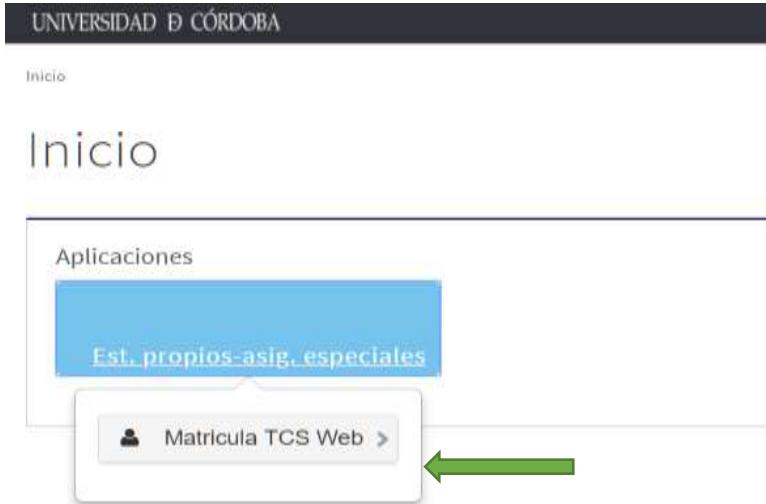 UNIVERSIDAD Ð CÓRDOBA
Inicio
Inicio
Aplicaciones
Est. propios-asig. especiales
Matricula TCS Web >